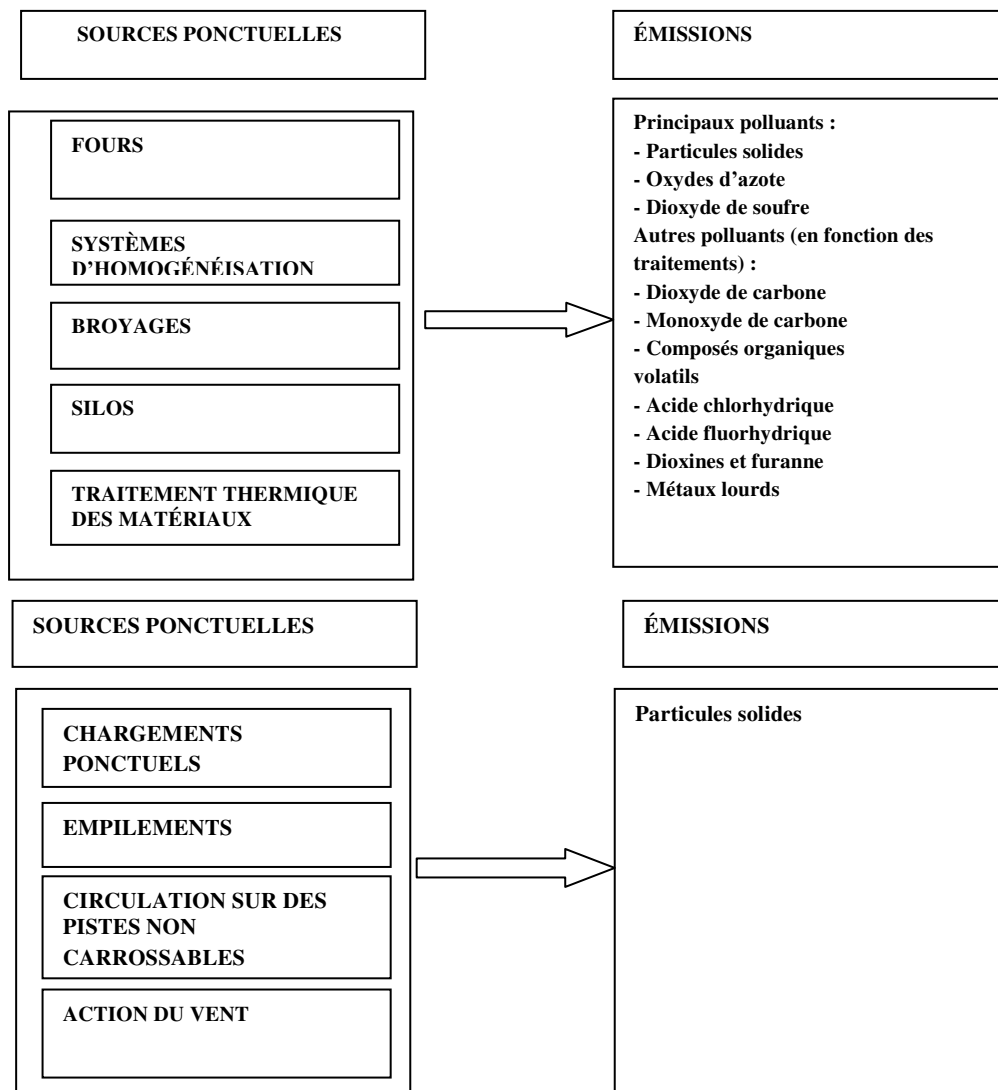 SOURCES PONCTUELLES
ÉMISSIONS
FOURS
SYSTÈMES
D'HOMOGÉNÉISATION
BROYAGES
SILOS
TRAITEMENT THERMIQUE
DES MATÉRIAUX
Principaux polluants :
- Particules solides
- Oxydes d'azote
- Dioxyde de soufre
Autres polluants (en fonction des
traitements) :
- Dioxyde de carbone
- Monoxyde de carbone
- Composés organiques
volatils
- Acide chlorhydrique
- Acide fluorhydrique
- Dioxines et furanne
- Métaux lourds
SOURCES PONCTUELLES
ÉMISSIONS
CHARGEMENTS
PONCTUELS
EMPILEMENTS
CIRCULATION SUR DES
PISTES NON
CARROSSABLES
ACTION DU VENT
Particules solides